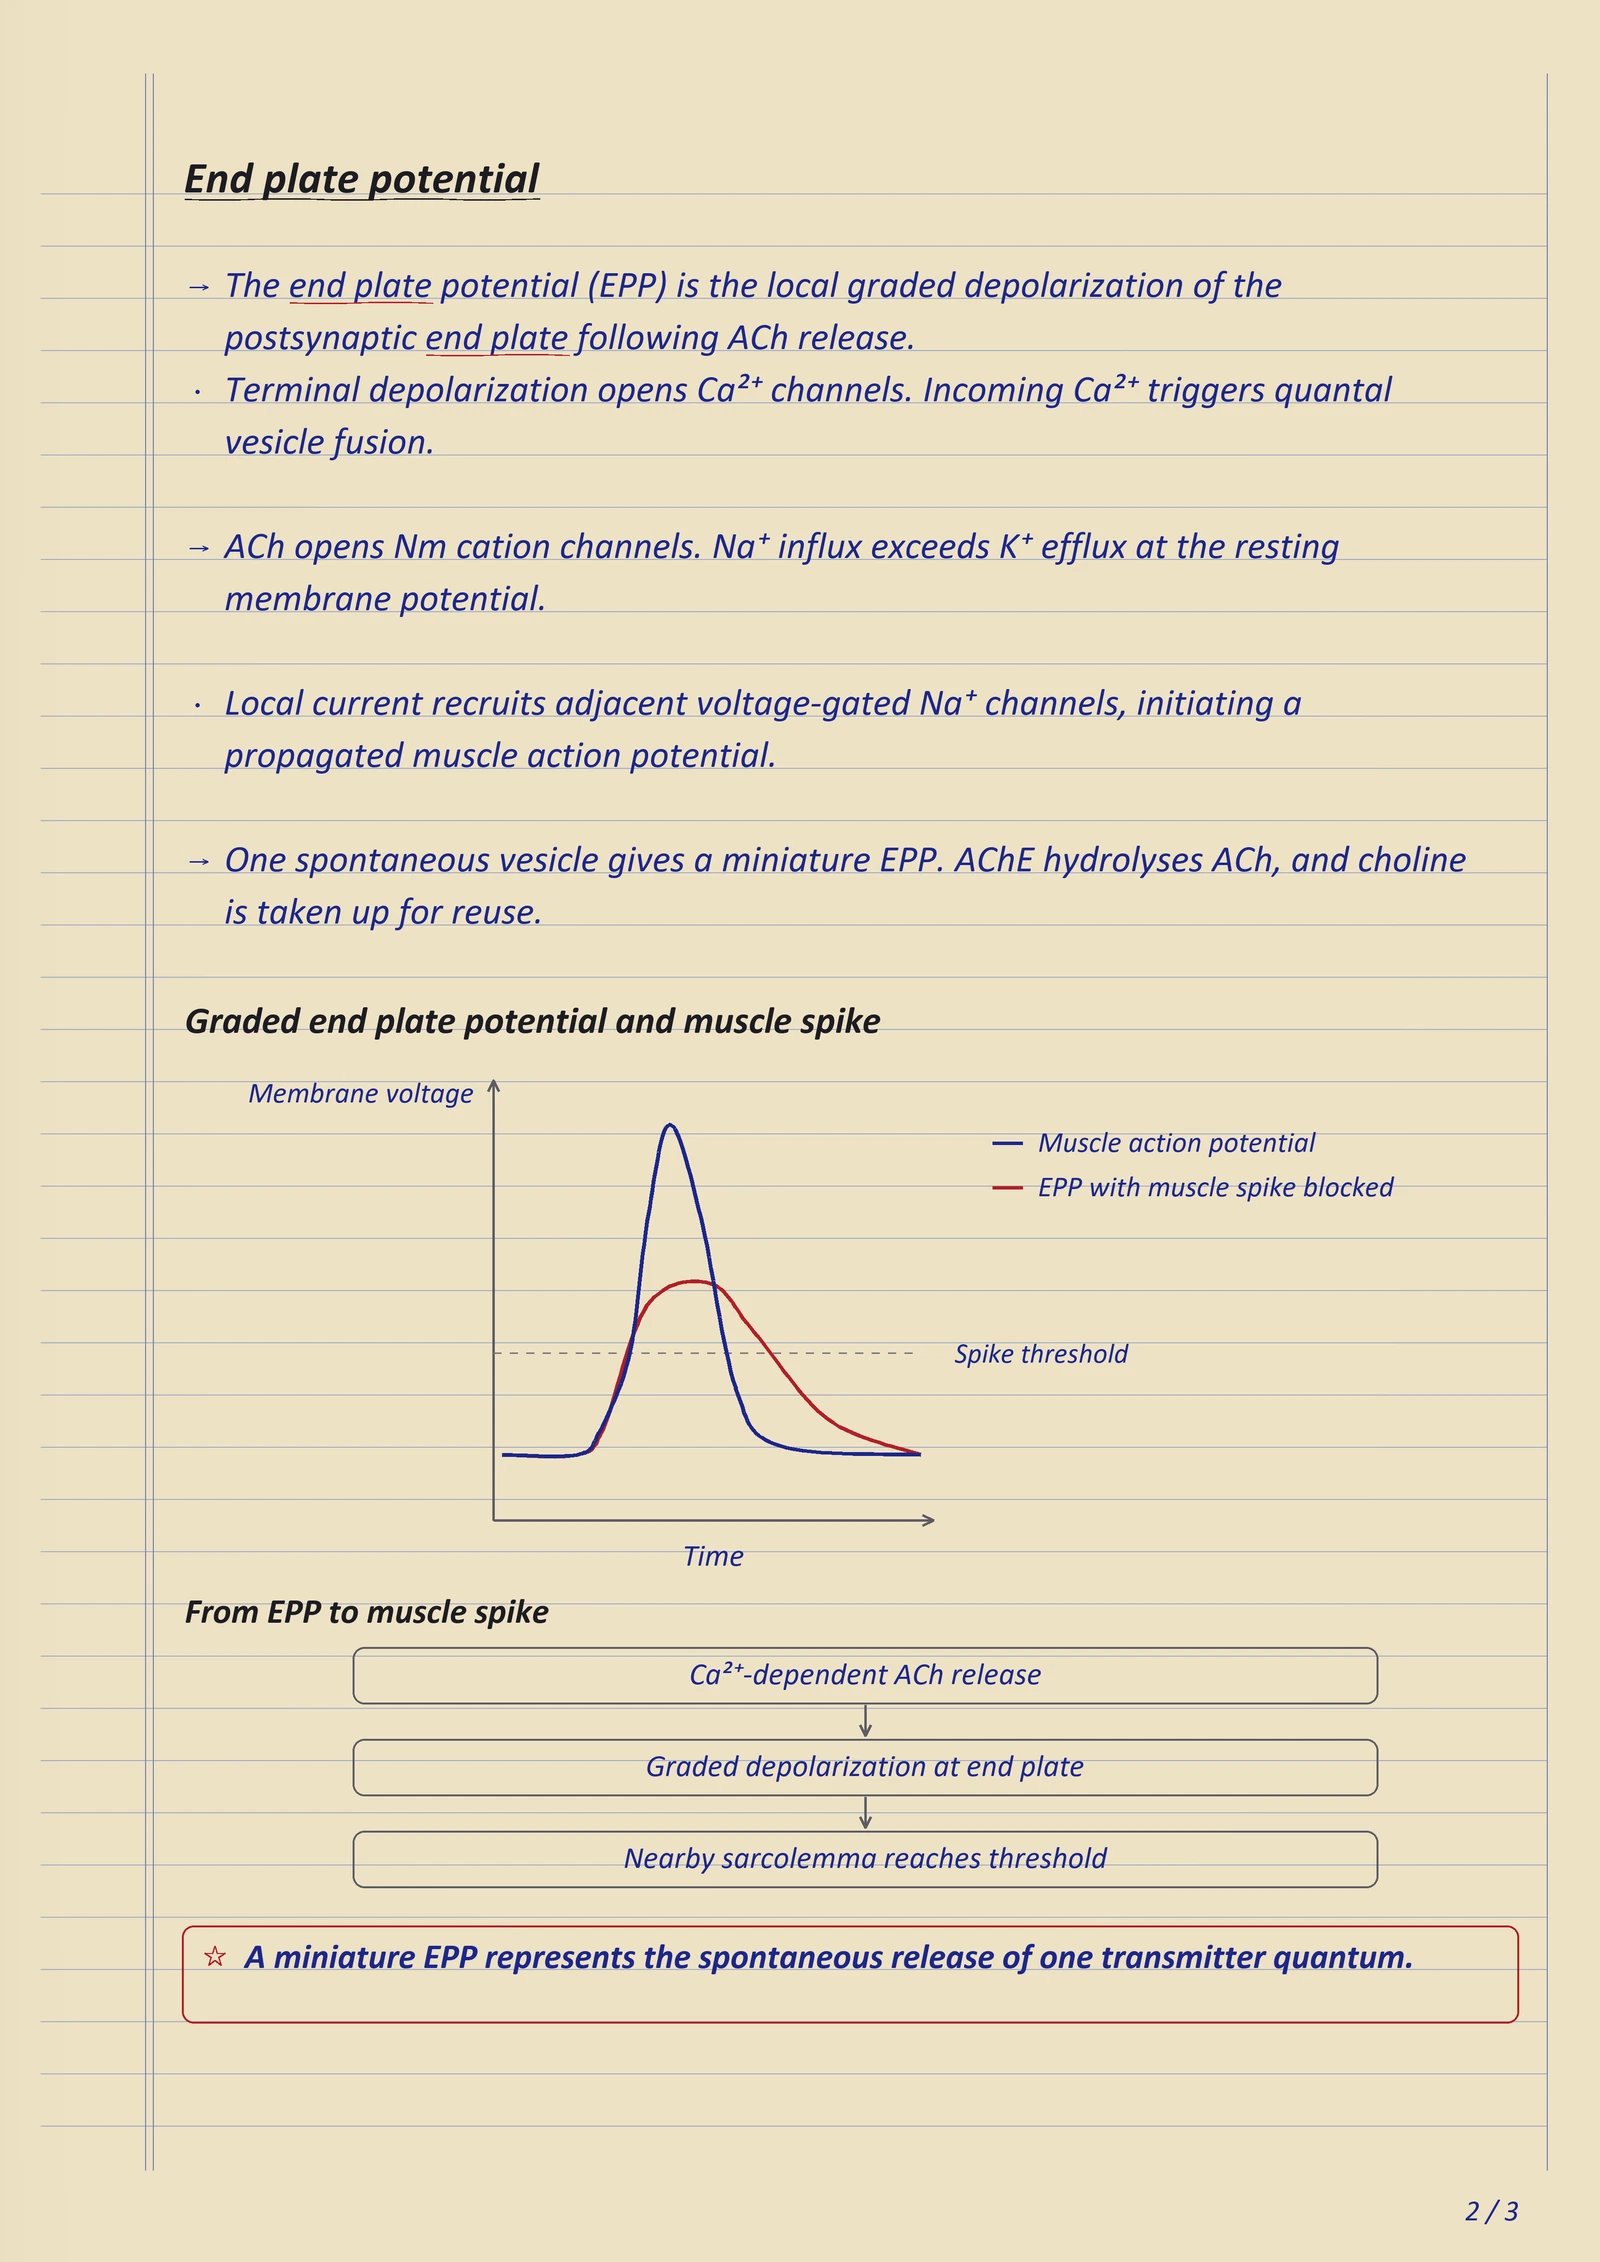 End plate potential
→ The end plate potential (EPP) is the local graded depolarization of the
postsynaptic end plate following ACh release.
· Terminal depolarization opens Ca²⁺ channels. Incoming Ca²⁺ triggers quantal
vesicle fusion.
→ ACh opens Nm cation channels. Na⁺ influx exceeds K⁺ efflux at the resting
membrane potential.
· Local current recruits adjacent voltage-gated Na⁺ channels, initiating a
propagated muscle action potential.
→ One spontaneous vesicle gives a miniature EPP. AChE hydrolyses ACh, and choline
is taken up for reuse.
Graded end plate potential and muscle spike
Membrane voltage
Muscle action potential
EPP with muscle spike blocked
Spike threshold
Time
From EPP to muscle spike
Ca²⁺-dependent ACh release
Graded depolarization at end plate
Nearby sarcolemma reaches threshold
☆ A miniature EPP represents the spontaneous release of one transmitter quantum.
2 / 3